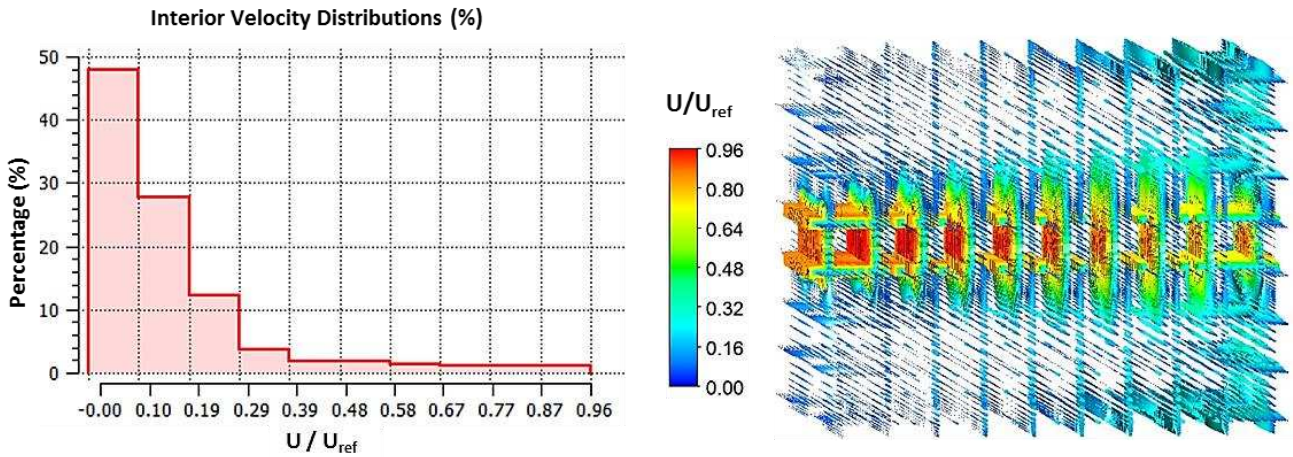 Interior Velocity Distributions (%)
50
40
30
20
10
0
Percentage (%)
-0.00 0.10 0.19 0.29 0.39 0.48 0.58 0.67 0.77 0.87 0.96
U / Uref
U/Uref
0.96
0.80
0.64
0.48
0.32
0.16
0.00